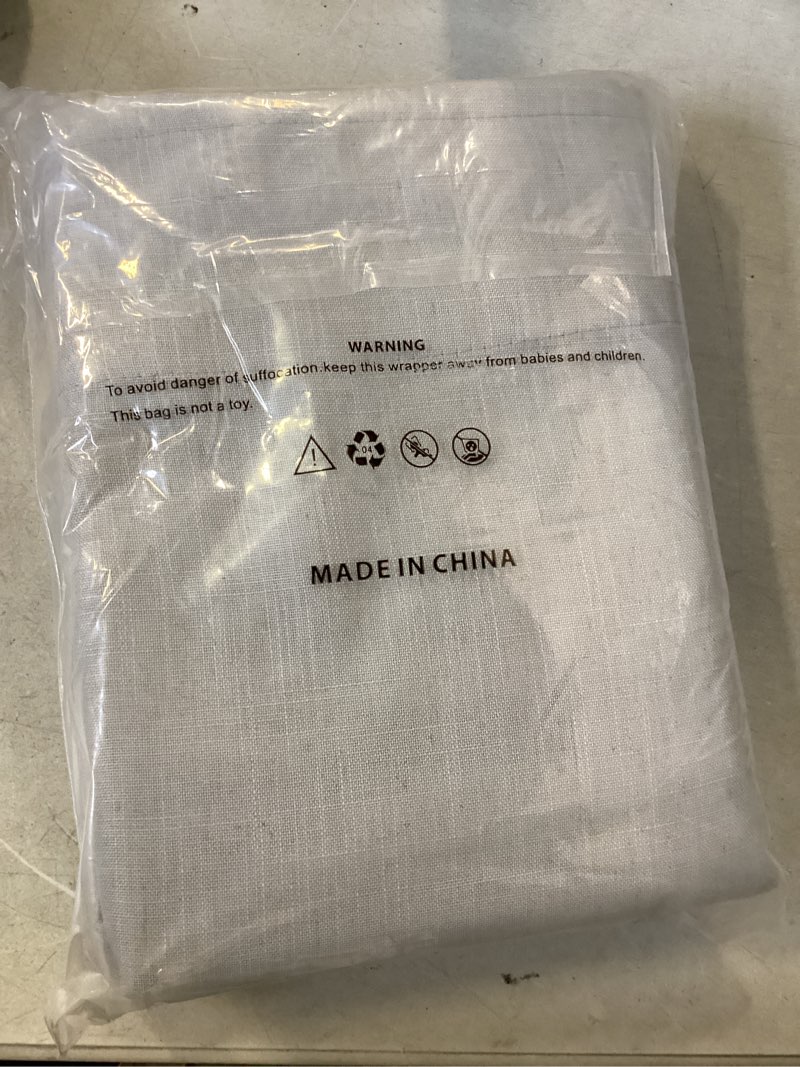 WARNING
To avoid danger of suffocation.keep this wrapper away from babies and children.
This bag is not a toy.
04
MADE IN CHINA